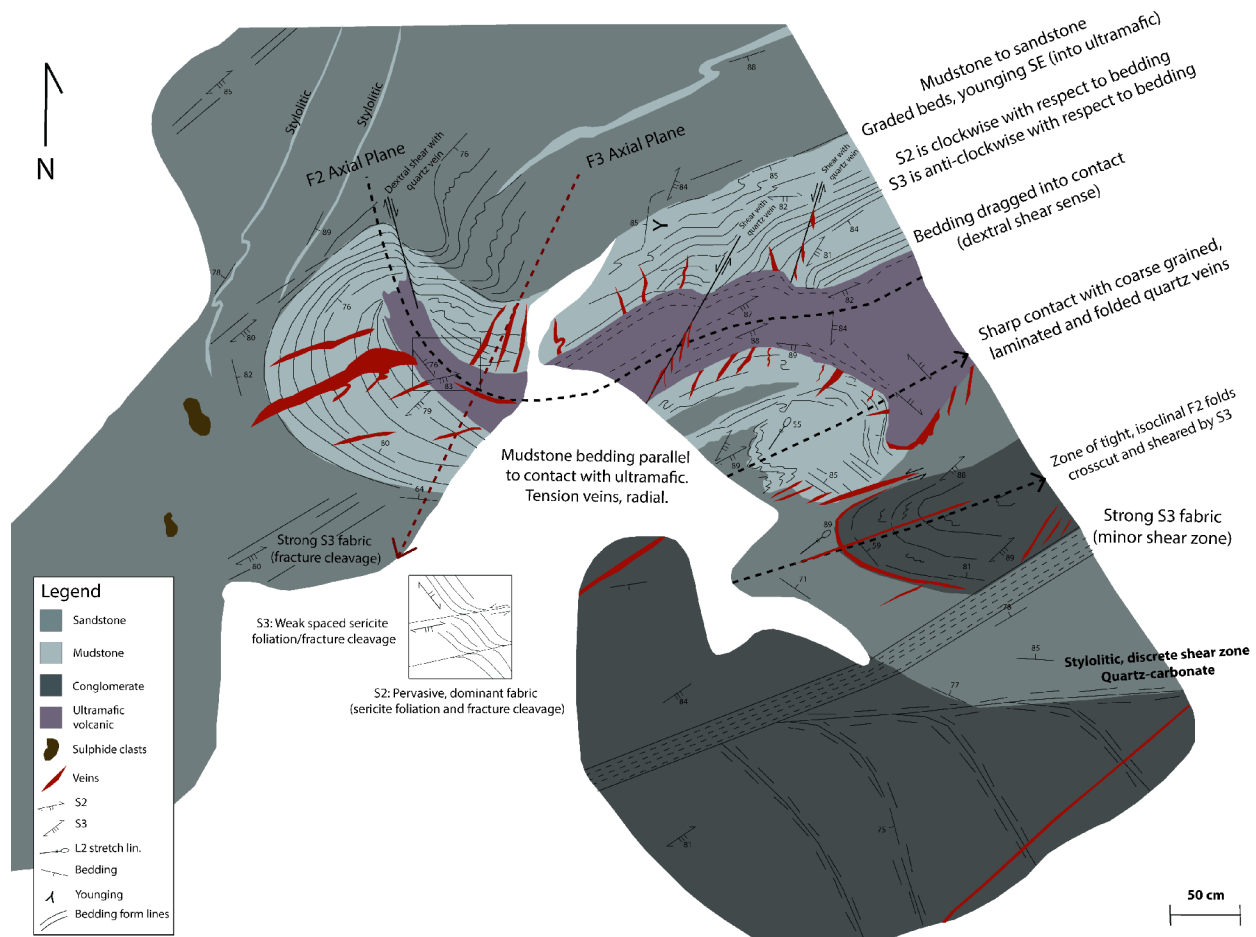 N
Stylolitic
Stylolitic
F2 Axial Plane
Dextral shear with
quartz vein
F3 Axial Plane
Shear with
quartz vein
Shear with
quartz vein
Mudstone to sandstone
Graded beds, younging SE (into ultramafic)
S2 is clockwise with respect to bedding
S3 is anti-clockwise with respect to bedding
Bedding dragged into contact
(dextral shear sense)
Sharp contact with coarse grained,
laminated and folded quartz veins
Zone of tight, isoclinal F2 folds
crosscut and sheared by S3
Strong S3 fabric
(minor shear zone)
Stylolitic, discrete shear zone
Quartz-carbonate
Mudstone bedding parallel
to contact with ultramafic.
Tension veins, radial.
Strong S3 fabric
(fracture cleavage)
S3: Weak spaced sericite
foliation/fracture cleavage
S2: Pervasive, dominant fabric
(sericite foliation and fracture cleavage)
85
88
76
89
78
76
80
82
76
83
79
80
64
80
84
85
85
82
84
81
82
87
84
88
89
55
89
85
88
89
59
89
81
71
78
85
77
84
75
81
Legend
Sandstone
Mudstone
Conglomerate
Ultramafic
volcanic
Sulphide clasts
Veins
S2
S3
L2 stretch lin.
Bedding
Younging
Bedding form lines
50 cm